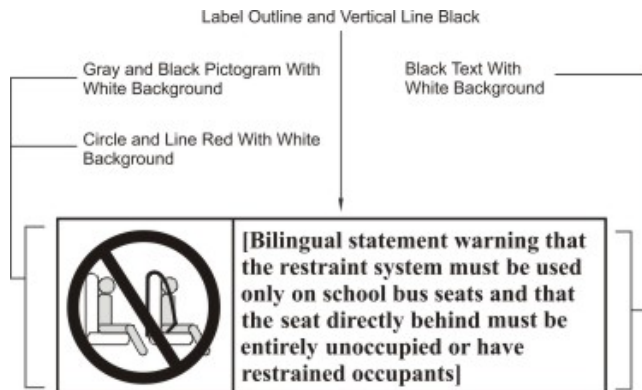 Label Outline and Vertical Line Black
Gray and Black Pictogram With
White Background
Black Text With
White Background
Circle and Line Red With White
Background
[Bilingual statement warning that
the restraint system must be used
only on school bus seats and that
the seat directly behind must be
entirely unoccupied or have
restrained occupants]